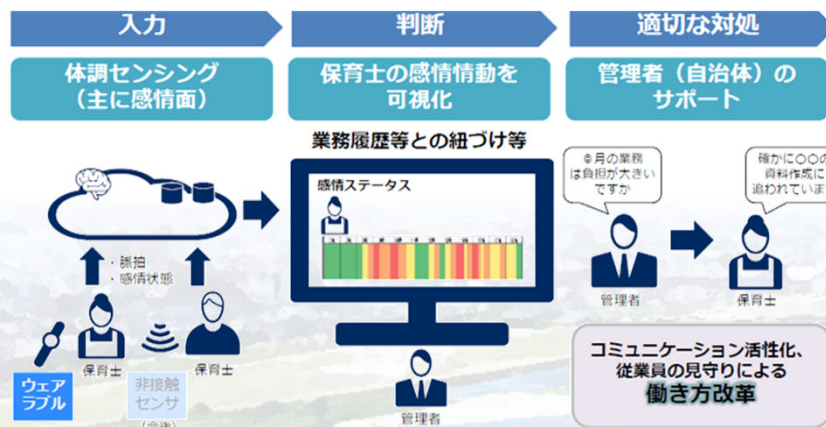 入力
判断
適切な対処
体調センシング
（主に感情面）
保育士の感情情動を
可視化
管理者（自治体）の
サポート
業務履歴等との紐づけ等
感情ステータス
・脈拍
・感情状態
保育士
保育士
ウェア
ラブル
非接触
センサ
（今後）
管理者
月の業務
は負担が大きい
ですか
確かに〇〇の
資料作成に
追われていま
管理者
保育士
コミュニケーション活性化、
従業員の見守りによる
働き方改革